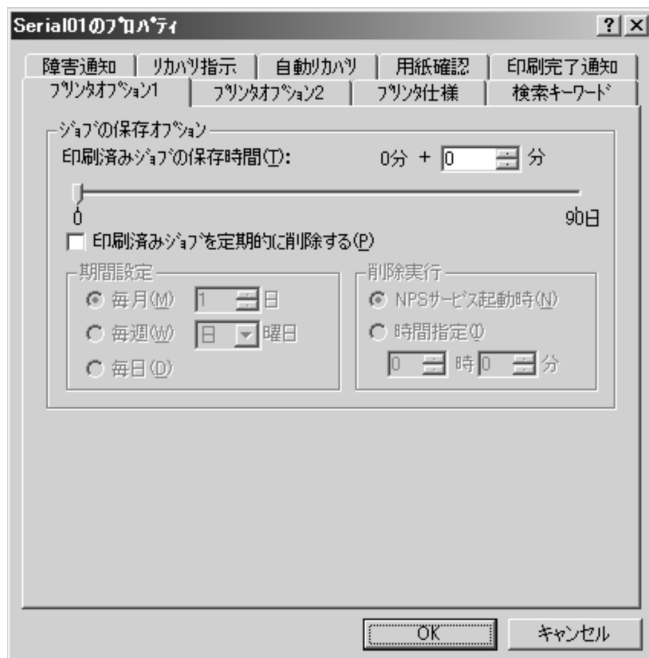 Serial01のﾌﾟﾛﾊﾟﾃｨ
障害通知 ﾘｶﾊﾞﾘ指示 自動ﾘｶﾊﾞﾘ 用紙確認 印刷完了通知
ﾌﾟﾘﾝﾀｵﾌﾟｼｮﾝ1 ﾌﾟﾘﾝﾀｵﾌﾟｼｮﾝ2 ﾌﾟﾘﾝﾀ仕様 検索ｷｰﾜｰﾄﾞ
ｼﾞｮﾌﾞの保存ｵﾌﾟｼｮﾝ
印刷済みｼﾞｮﾌﾞの保存時間(T): 0分 + 0 分
0 90日
印刷済みｼﾞｮﾌﾞを定期的に削除する(P)
期間設定 削除実行
毎月(M) 1 日 NPSｻｰﾋﾞｽ起動時(N)
毎週(W) 日 曜日 時間指定(I)
毎日(D) 0 時 0 分
OK ｷｬﾝｾﾙ